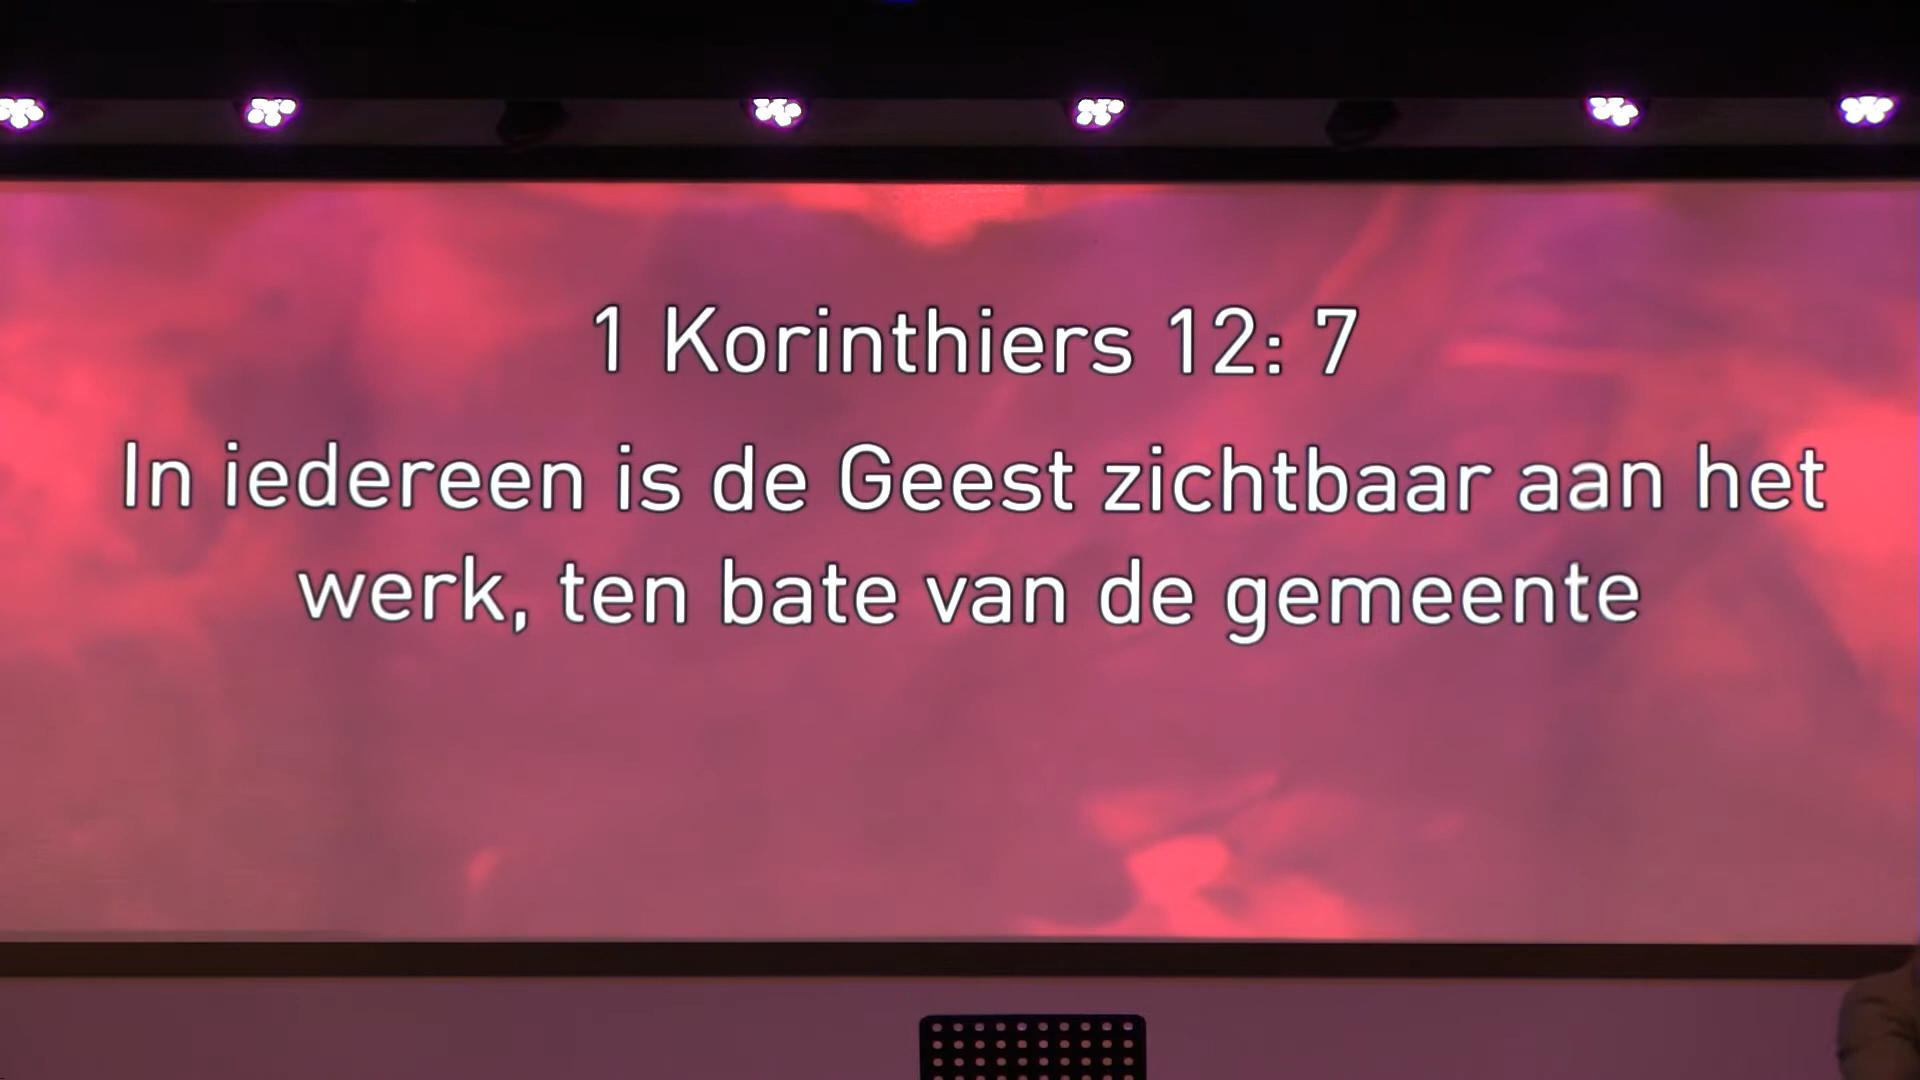 1 Korinthiers 12: 7
In iedereen is de Geest zichtbaar aan het
werk, ten bate van de gemeente